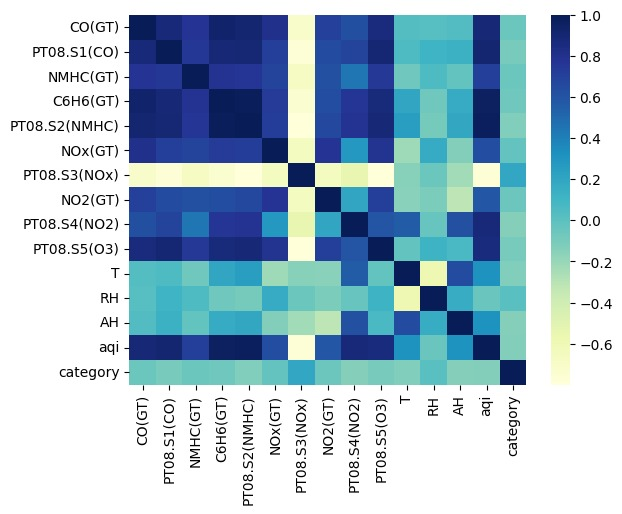 CO(GT)
PT08.S1(CO)
NMHC(GT)
C6H6(GT)
PT08.S2(NMHC)
NOx(GT)
PT08.S3(NOx)
NO2(GT)
PT08.S4(NO2)
PT08.S5(O3)
T
RH
AH
aqi
category
CO(GT)
PT08.S1(CO)
NMHC(GT)
C6H6(GT)
PT08.S2(NMHC)
NOx(GT)
PT08.S3(NOx)
NO2(GT)
PT08.S4(NO2)
PT08.S5(O3)
T
RH
AH
aqi
category
1.0
0.8
0.6
0.4
0.2
0.0
−0.2
−0.4
−0.6